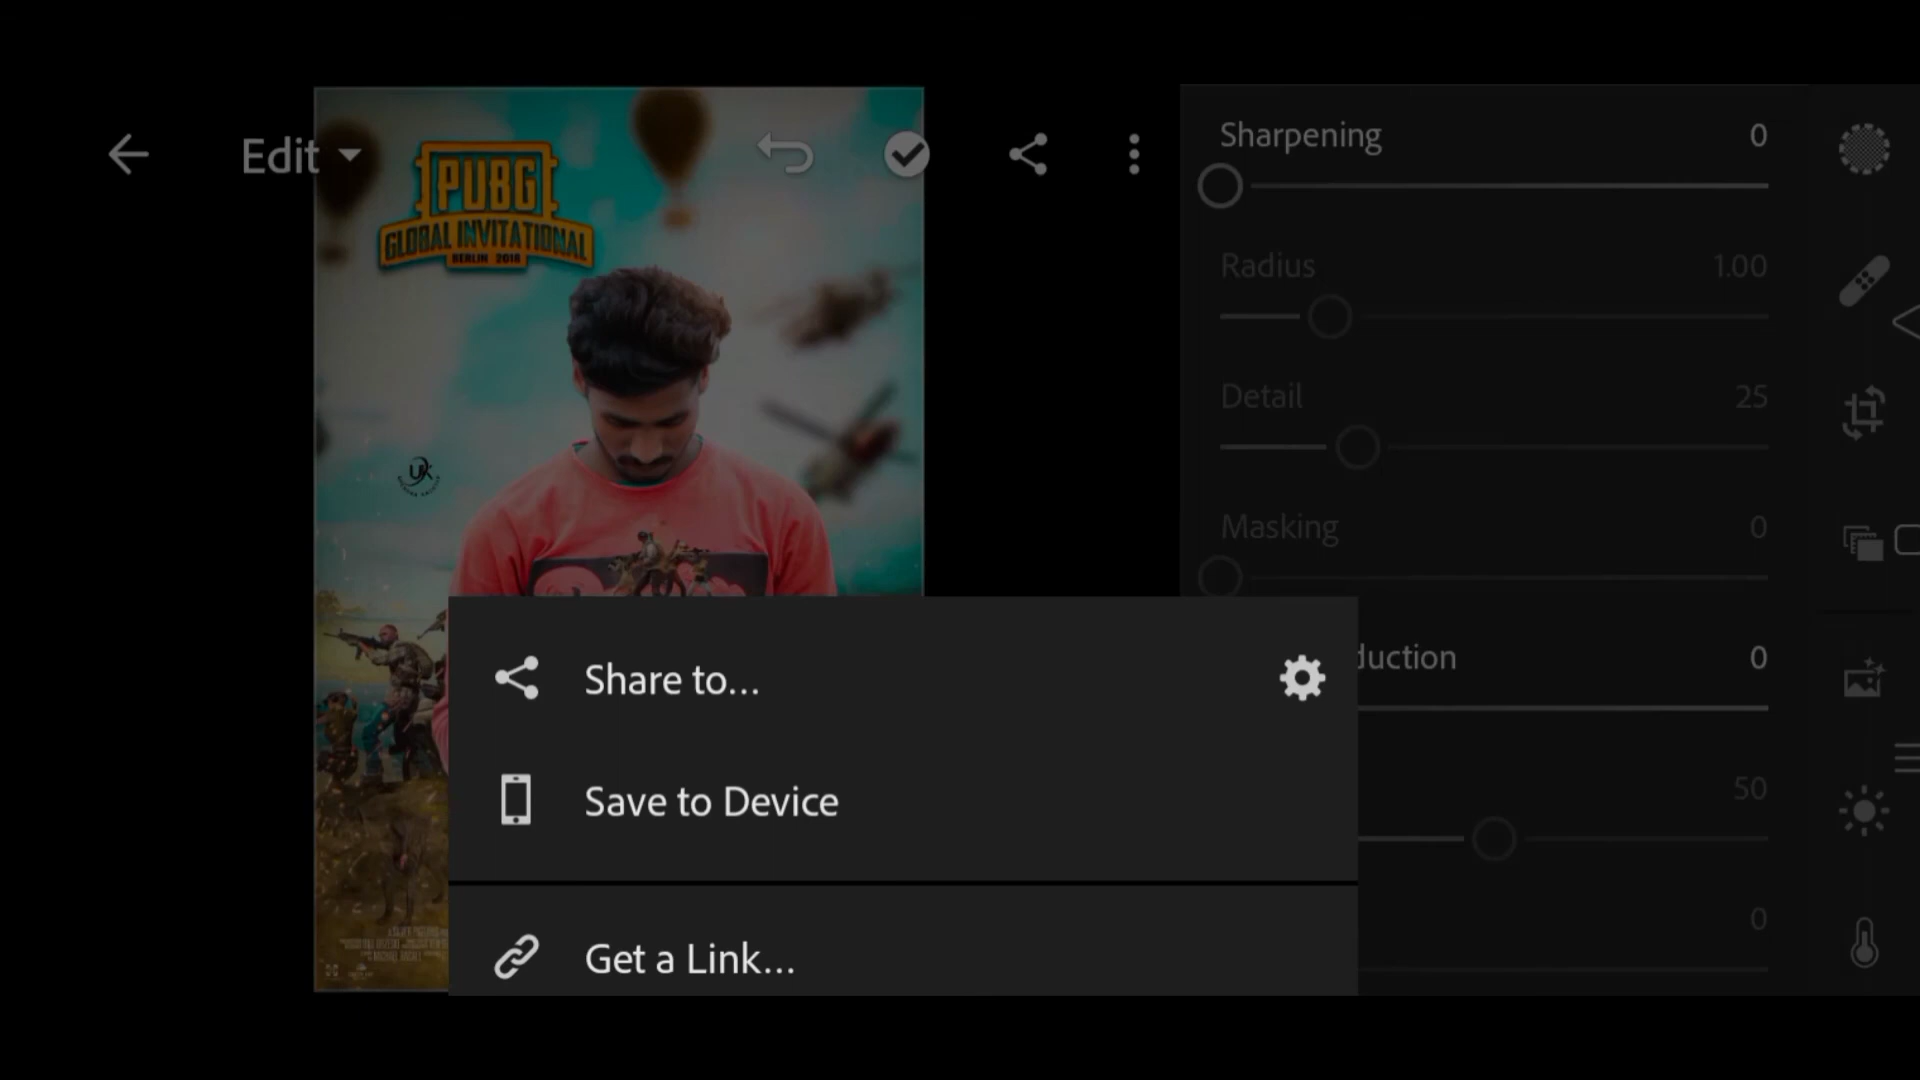 Edit
PUBG
GLOBAL INVITATIONAL
BERLIN 2018
UK
Sharpening 0
Radius 1.00
Detail 25
Masking 0
duction 0
50
0
Share to...
Save to Device
Get a Link...